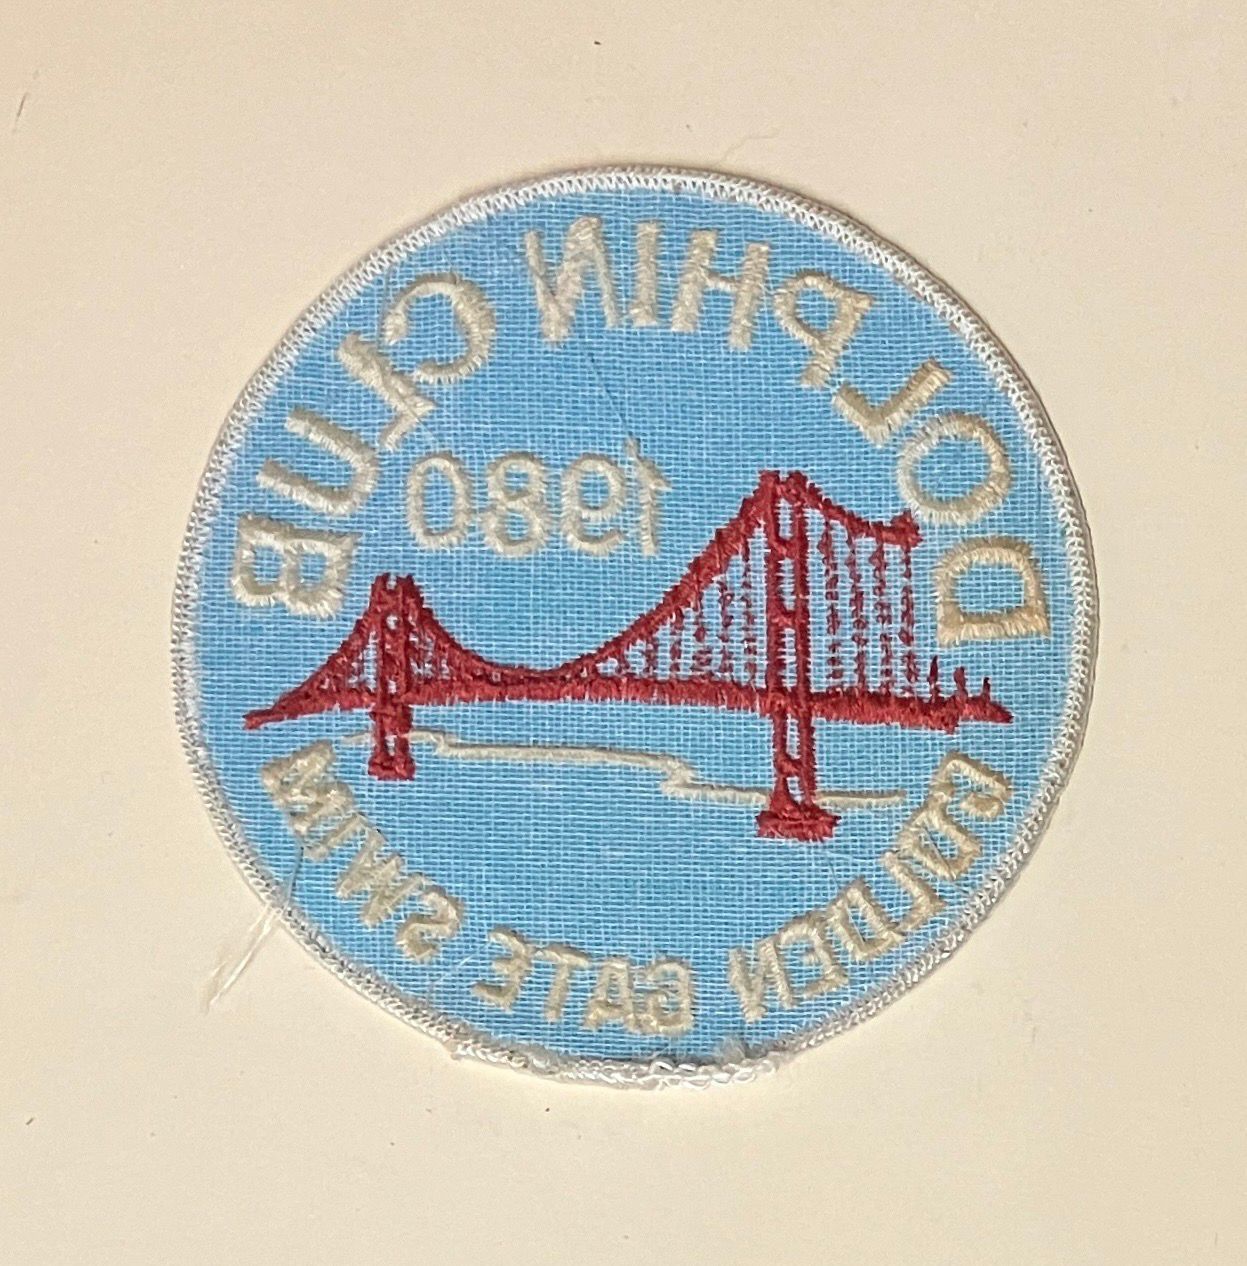 DOLPHIN CLUB
1980
GOLDEN GATE SWIM